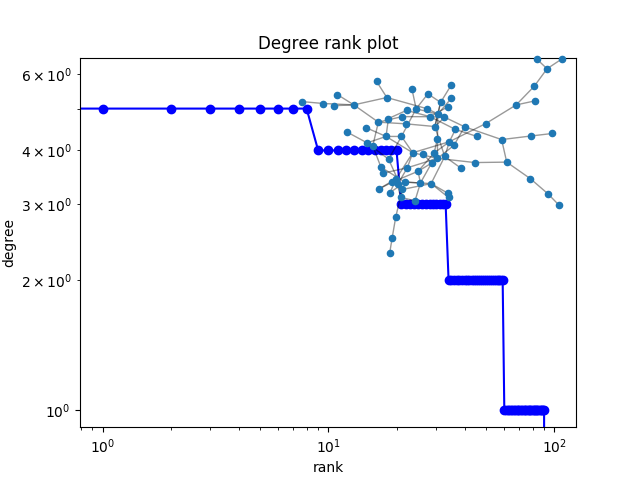 Degree rank plot
6 × 10⁰
4 × 10⁰
3 × 10⁰
2 × 10⁰
10⁰
degree
10⁰ 10¹ 10²
rank